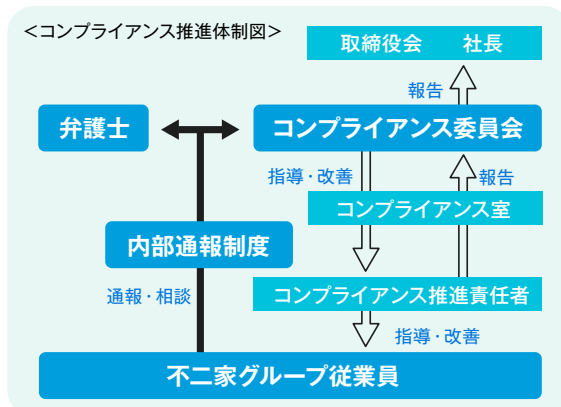 ＜コンプライアンス推進体制図＞
取締役会　社長
報告
弁護士
コンプライアンス委員会
指導・改善
報告
コンプライアンス室
内部通報制度
通報・相談
コンプライアンス推進責任者
指導・改善
不二家グループ従業員